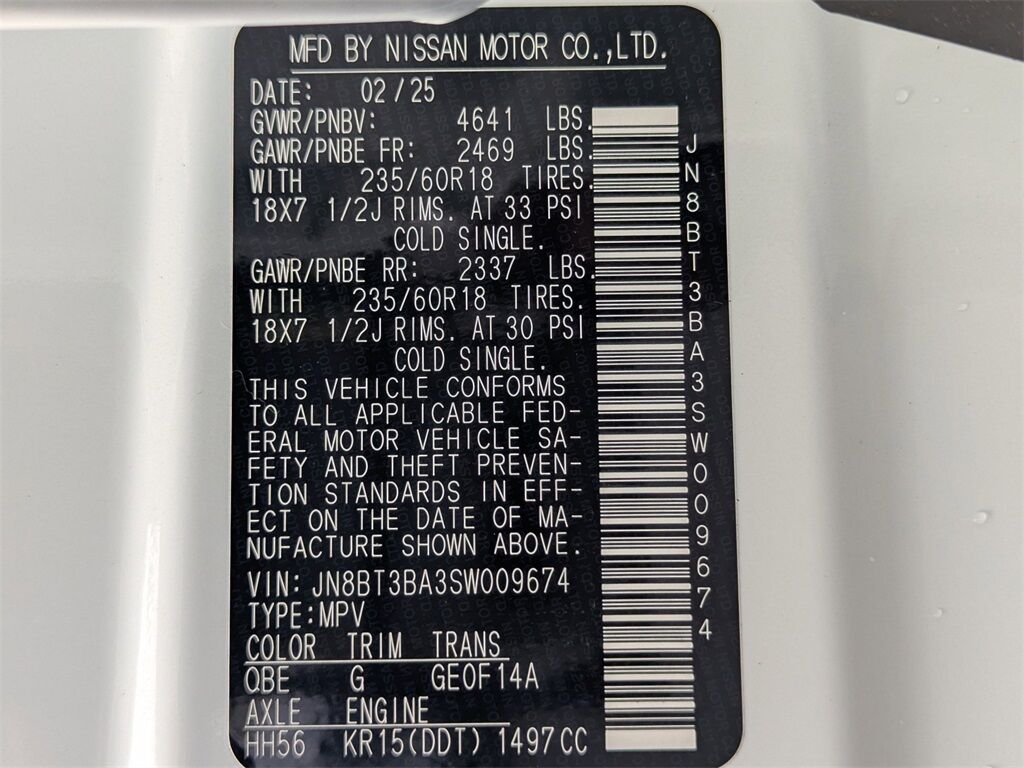 MFD BY NISSAN MOTOR CO.,LTD.
DATE: 02/25
GVWR/PNBV: 4641 LBS.
GAWR/PNBE FR: 2469 LBS.
WITH 235/60R18 TIRES.
18X7 1/2J RIMS. AT 33 PSI
COLD SINGLE.
GAWR/PNBE RR: 2337 LBS.
WITH 235/60R18 TIRES.
18X7 1/2J RIMS. AT 30 PSI
COLD SINGLE.
THIS VEHICLE CONFORMS
TO ALL APPLICABLE FED-
ERAL MOTOR VEHICLE SA-
FETY AND THEFT PREVEN-
TION STANDARDS IN EFF-
ECT ON THE DATE OF MA-
NUFACTURE SHOWN ABOVE.
VIN: JN8BT3BA3SW009674
TYPE:MPV
COLOR TRIM TRANS
QBE G GE0F14A
AXLE ENGINE
HH56 KR15(DDT) 1497CC
JN8BT3BA3SW009674